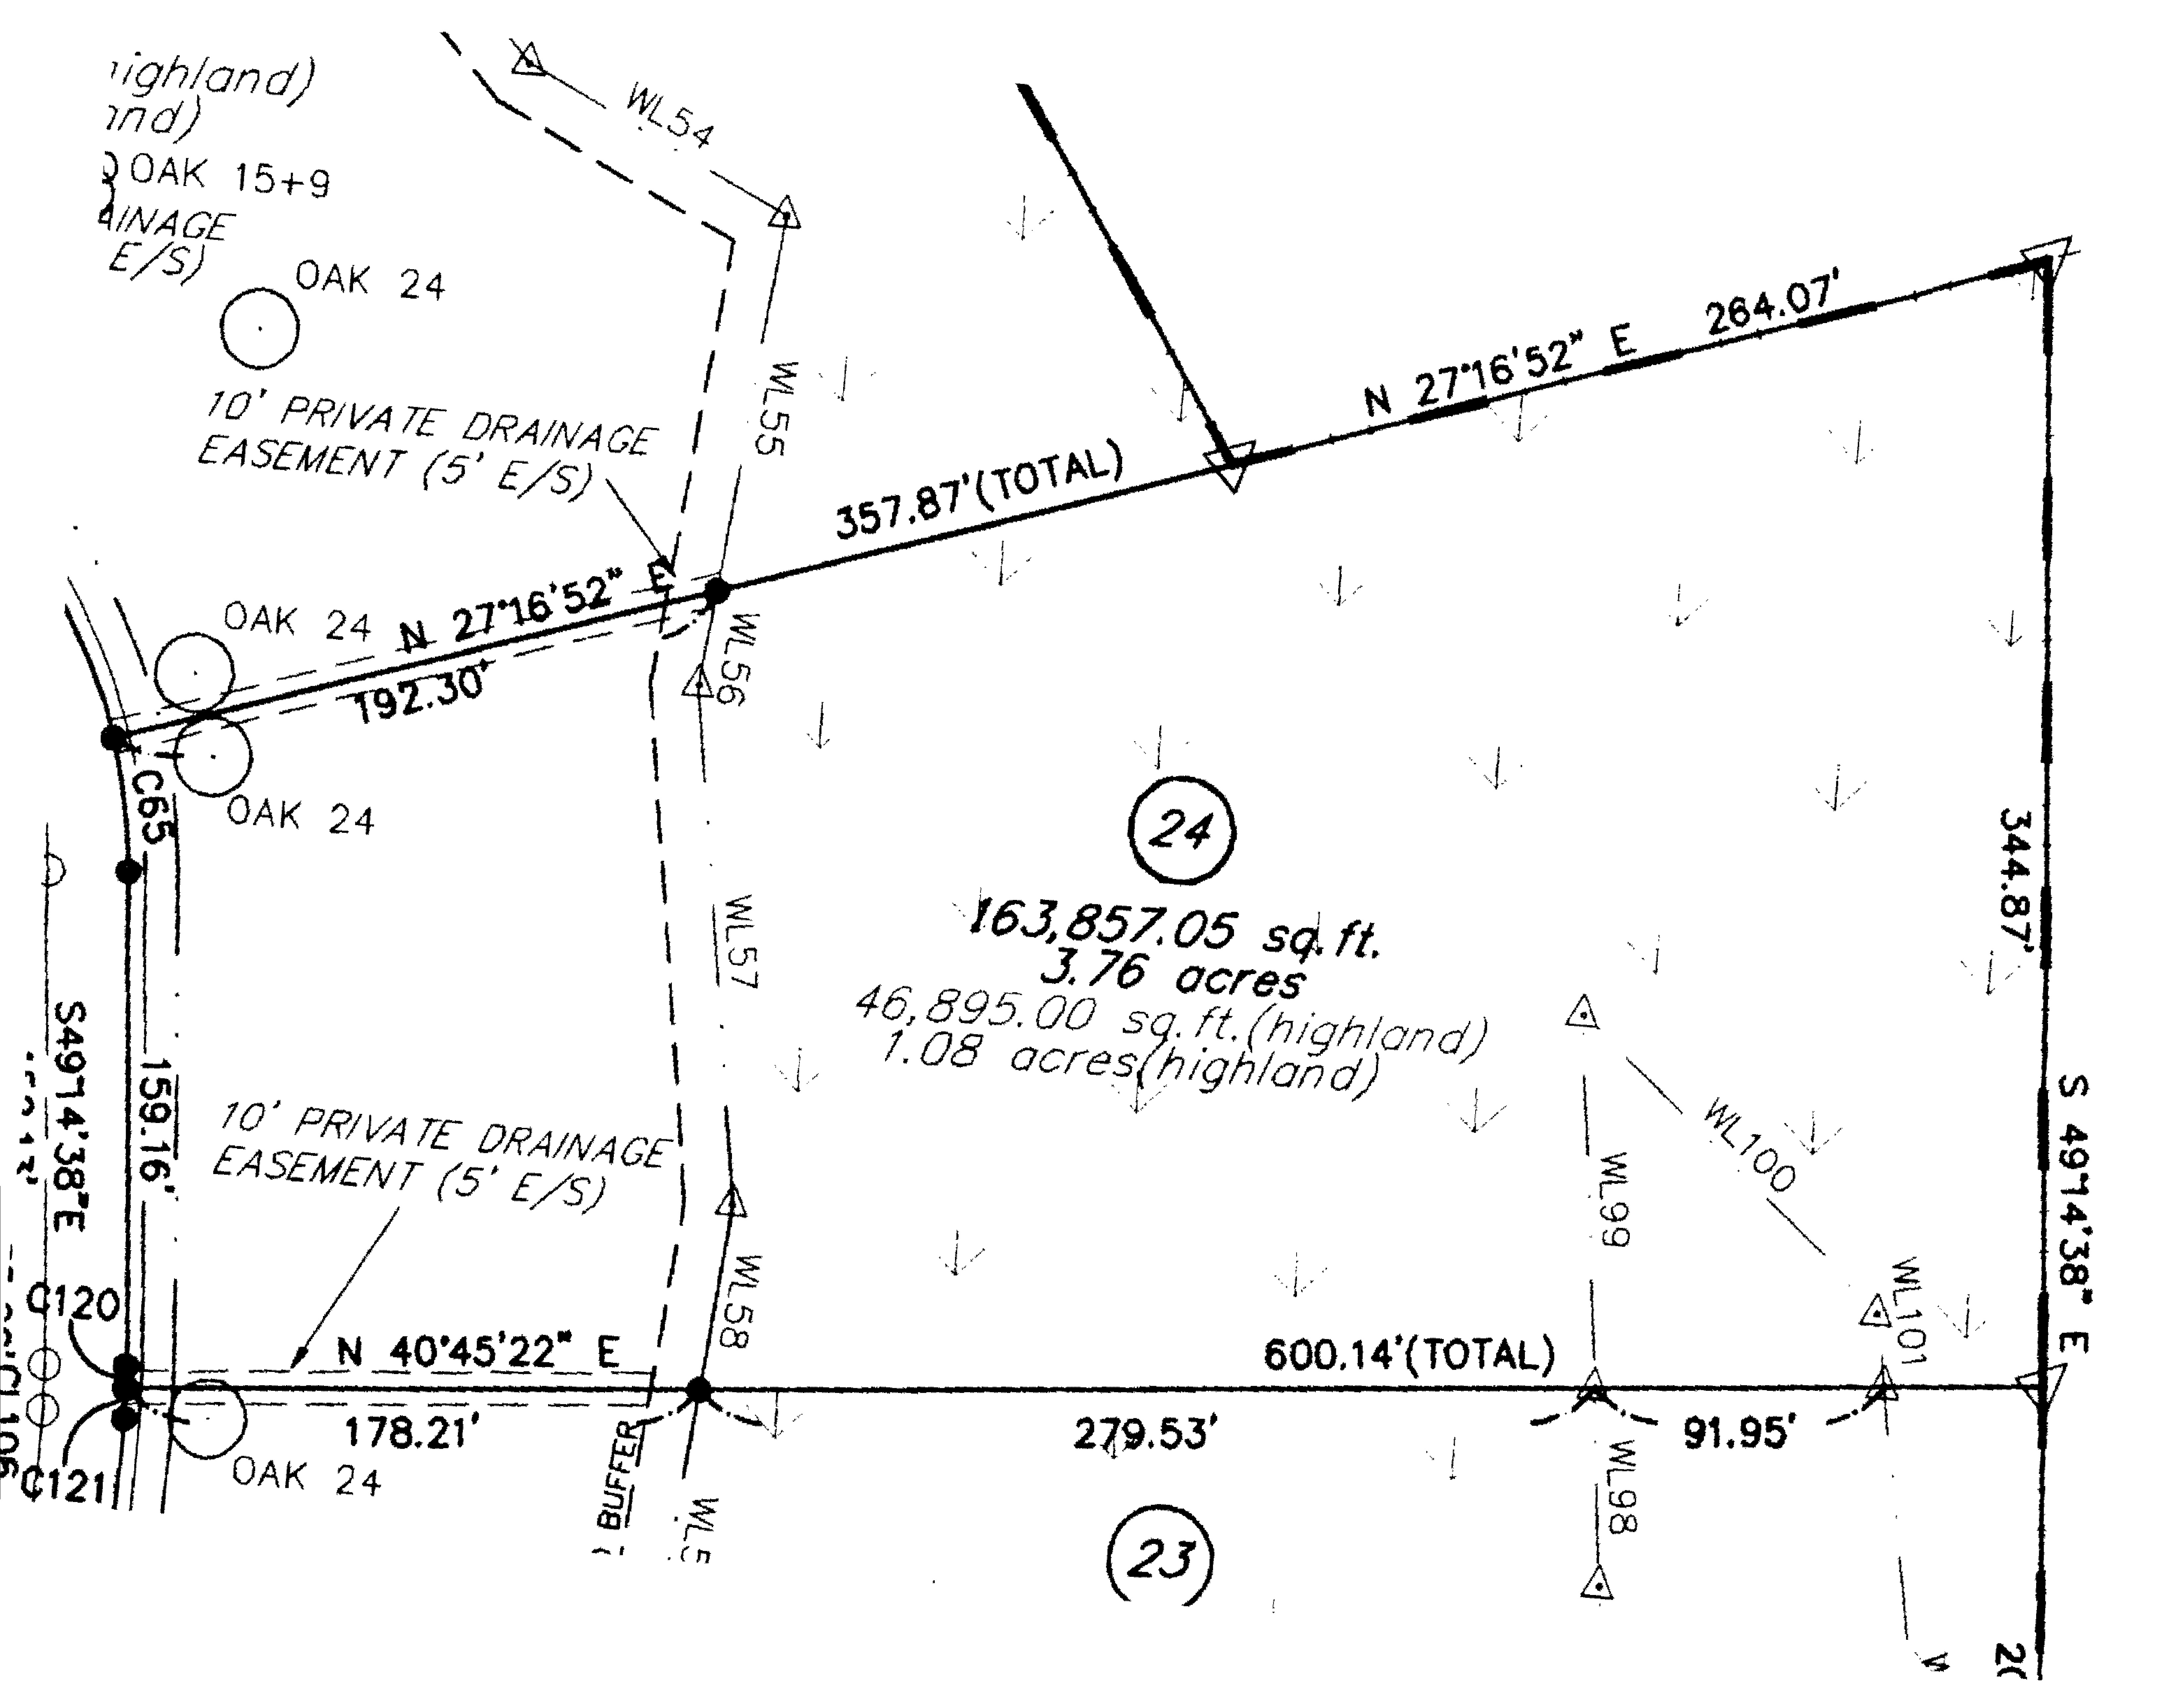 OAK 15+9
E/S)
OAK 24
10' PRIVATE DRAINAGE
EASEMENT (5' E/S)
WL54
WL55
N 27°16'52" E
264.07'
357.87'(TOTAL)
OAK 24
N 27°16'52" E
192.30'
WL56
C65
OAK 24
24
163,857.05 sq.ft.
3.76 acres
46,895.00 sq.ft.(highland)
1.08 acres(highland)
344.87'
WL57
S49°14'38"E
159.16'
10' PRIVATE DRAINAGE
EASEMENT (5' E/S)
WL99
WL100
WL101
S 49°14'38" E
WL58
C120
N 40°45'22" E
600.14'(TOTAL)
178.21'
279.53'
91.95'
C121
OAK 24
BUFFER
WL98
23